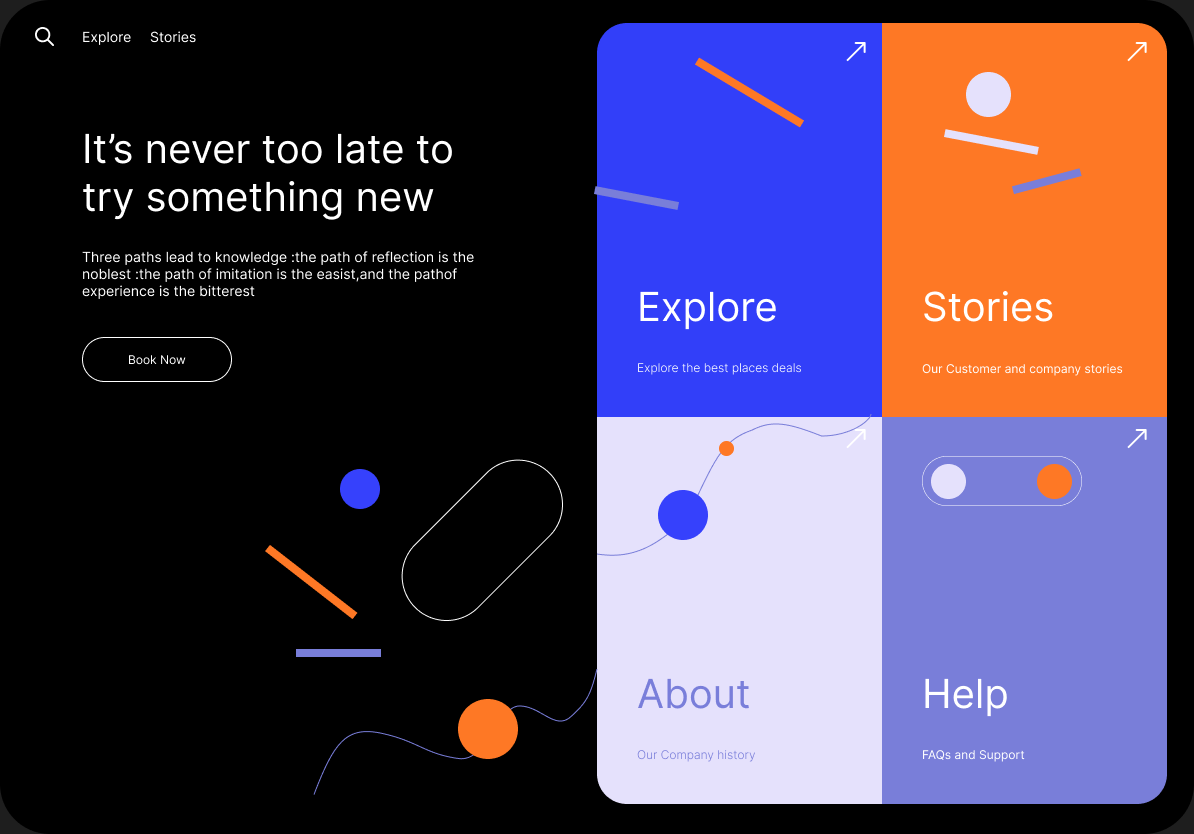 Explore Stories
It’s never too late to
try something new
Three paths lead to knowledge :the path of reflection is the
noblest :the path of imitation is the easist,and the pathof
experience is the bitterest
Book Now
Explore
Explore the best places deals
Stories
Our Customer and company stories
About
Our Company history
Help
FAQs and Support